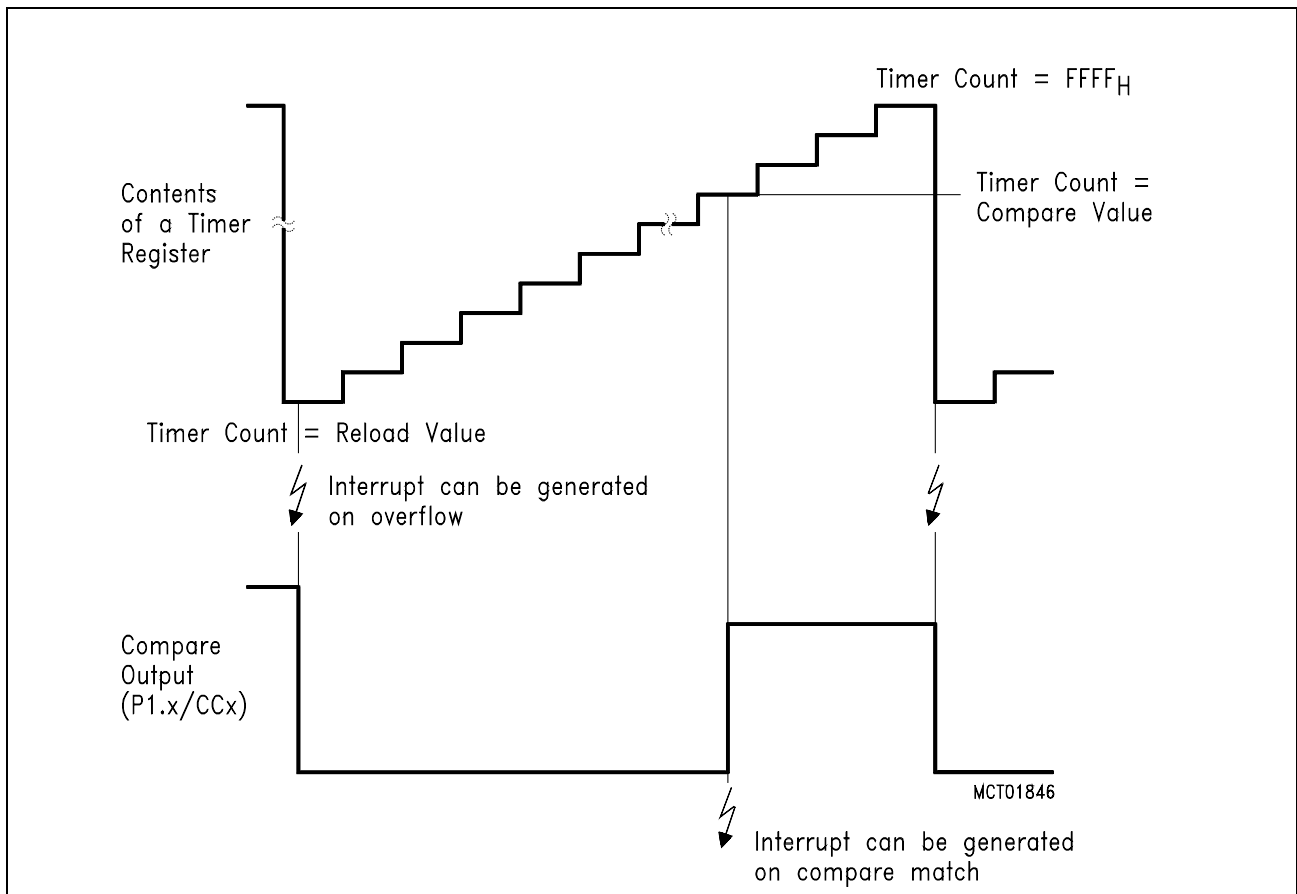 Timer Count = FFFFH
Contents
of a Timer
Register
Timer Count =
Compare Value
Timer Count = Reload Value
Interrupt can be generated
on overflow
Compare
Output
(P1.x/CCx)
MCT01846
Interrupt can be generated
on compare match